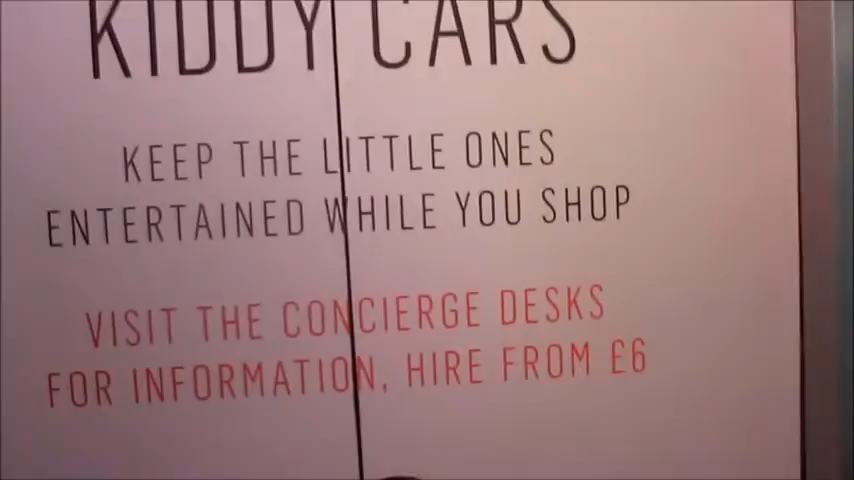 KIDDY CARS
KEEP THE LITTLE ONES
ENTERTAINED WHILE YOU SHOP
VISIT THE CONCIERGE DESKS
FOR INFORMATION, HIRE FROM £6